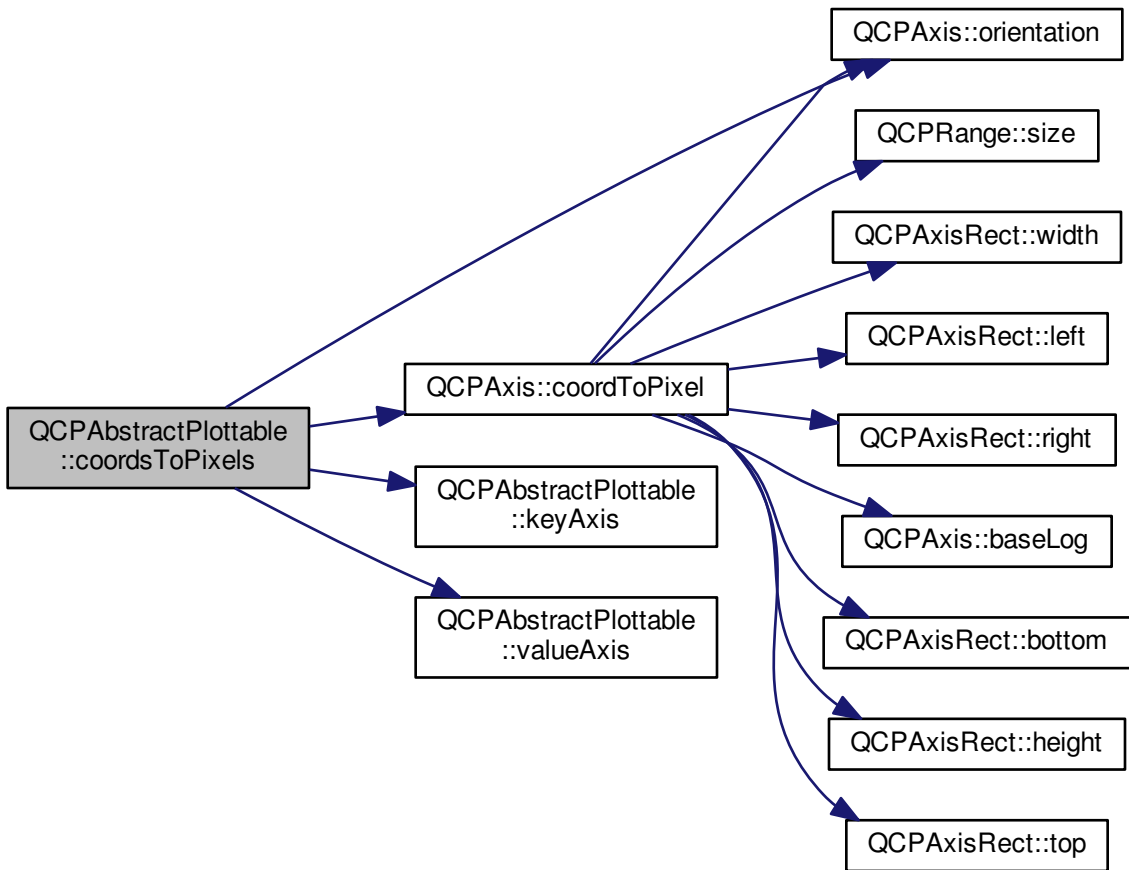 QCPAxis::orientation
QCPRange::size
QCPAxisRect::width
QCPAxisRect::left
QCPAxis::coordToPixel
QCPAbstractPlottable
::coordsToPixels
QCPAxisRect::right
QCPAbstractPlottable
::keyAxis
QCPAxis::baseLog
QCPAbstractPlottable
::valueAxis
QCPAxisRect::bottom
QCPAxisRect::height
QCPAxisRect::top